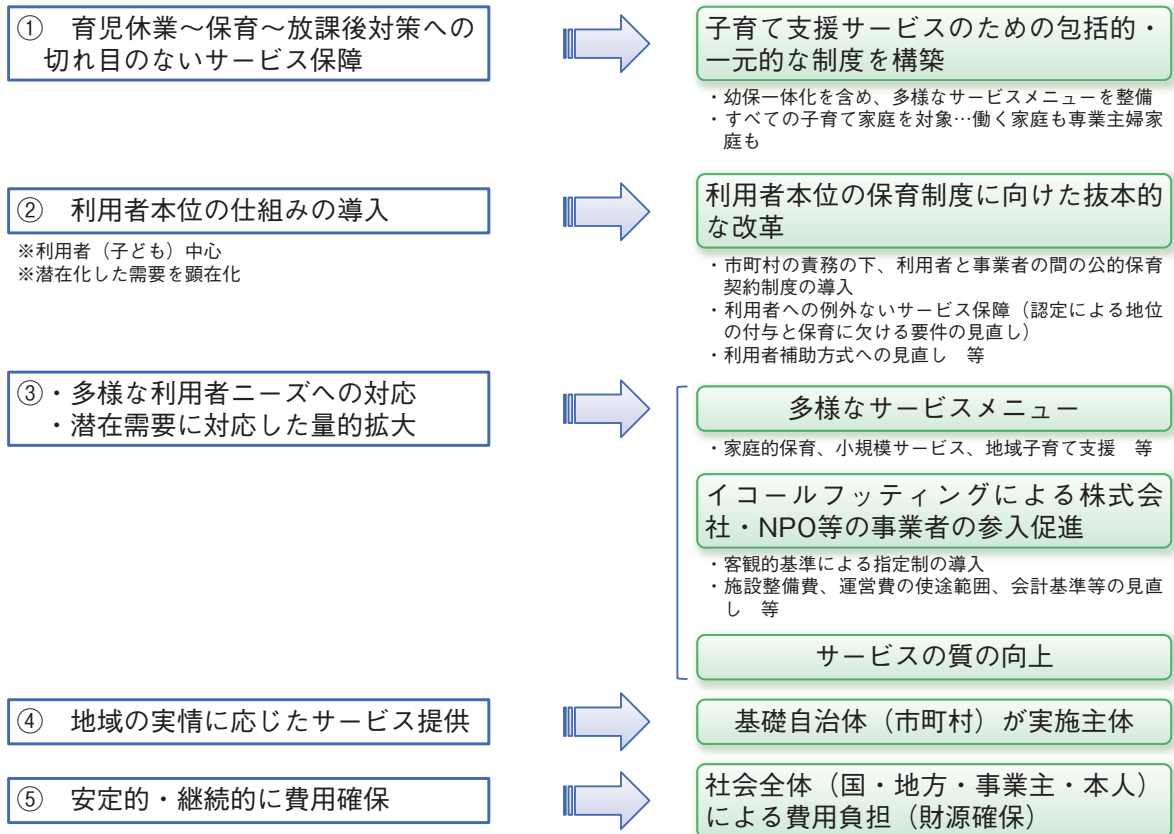 ① 育児休業～保育～放課後対策への
切れ目のないサービス保障
子育て支援サービスのための包括的・
一元的な制度を構築
・幼保一体化を含め、多様なサービスメニューを整備
・すべての子育て家庭を対象…働く家庭も専業主婦家
庭も
② 利用者本位の仕組みの導入
※利用者（子ども）中心
※潜在化した需要を顕在化
利用者本位の保育制度に向けた抜本的
な改革
・市町村の責務の下、利用者と事業者の間の公的保育
契約制度の導入
・利用者への例外ないサービス保障（認定による地位
の付与と保育に欠ける要件の見直し）
・利用者補助方式への見直し 等
③・多様な利用者ニーズへの対応
・潜在需要に対応した量的拡大
多様なサービスメニュー
・家庭的保育、小規模サービス、地域子育て支援 等
イコールフッティングによる株式会
社・NPO等の事業者の参入促進
・客観的基準による指定制の導入
・施設整備費、運営費の使途範囲、会計基準等の見直
し 等
サービスの質の向上
④ 地域の実情に応じたサービス提供
基礎自治体（市町村）が実施主体
⑤ 安定的・継続的に費用確保
社会全体（国・地方・事業主・本人）
による費用負担（財源確保）